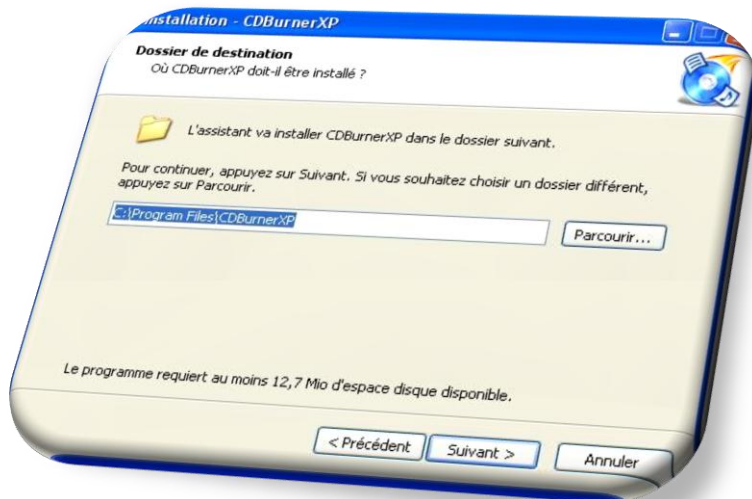 Installation - CDBurnerXP
Dossier de destination
Où CDBurnerXP doit-il être installé ?
L'assistant va installer CDBurnerXP dans le dossier suivant.
Pour continuer, appuyez sur Suivant. Si vous souhaitez choisir un dossier différent,
appuyez sur Parcourir.
C:\Program Files\CDBurnerXP
Parcourir...
Le programme requiert au moins 12,7 Mio d'espace disque disponible.
< Précédent
Suivant >
Annuler